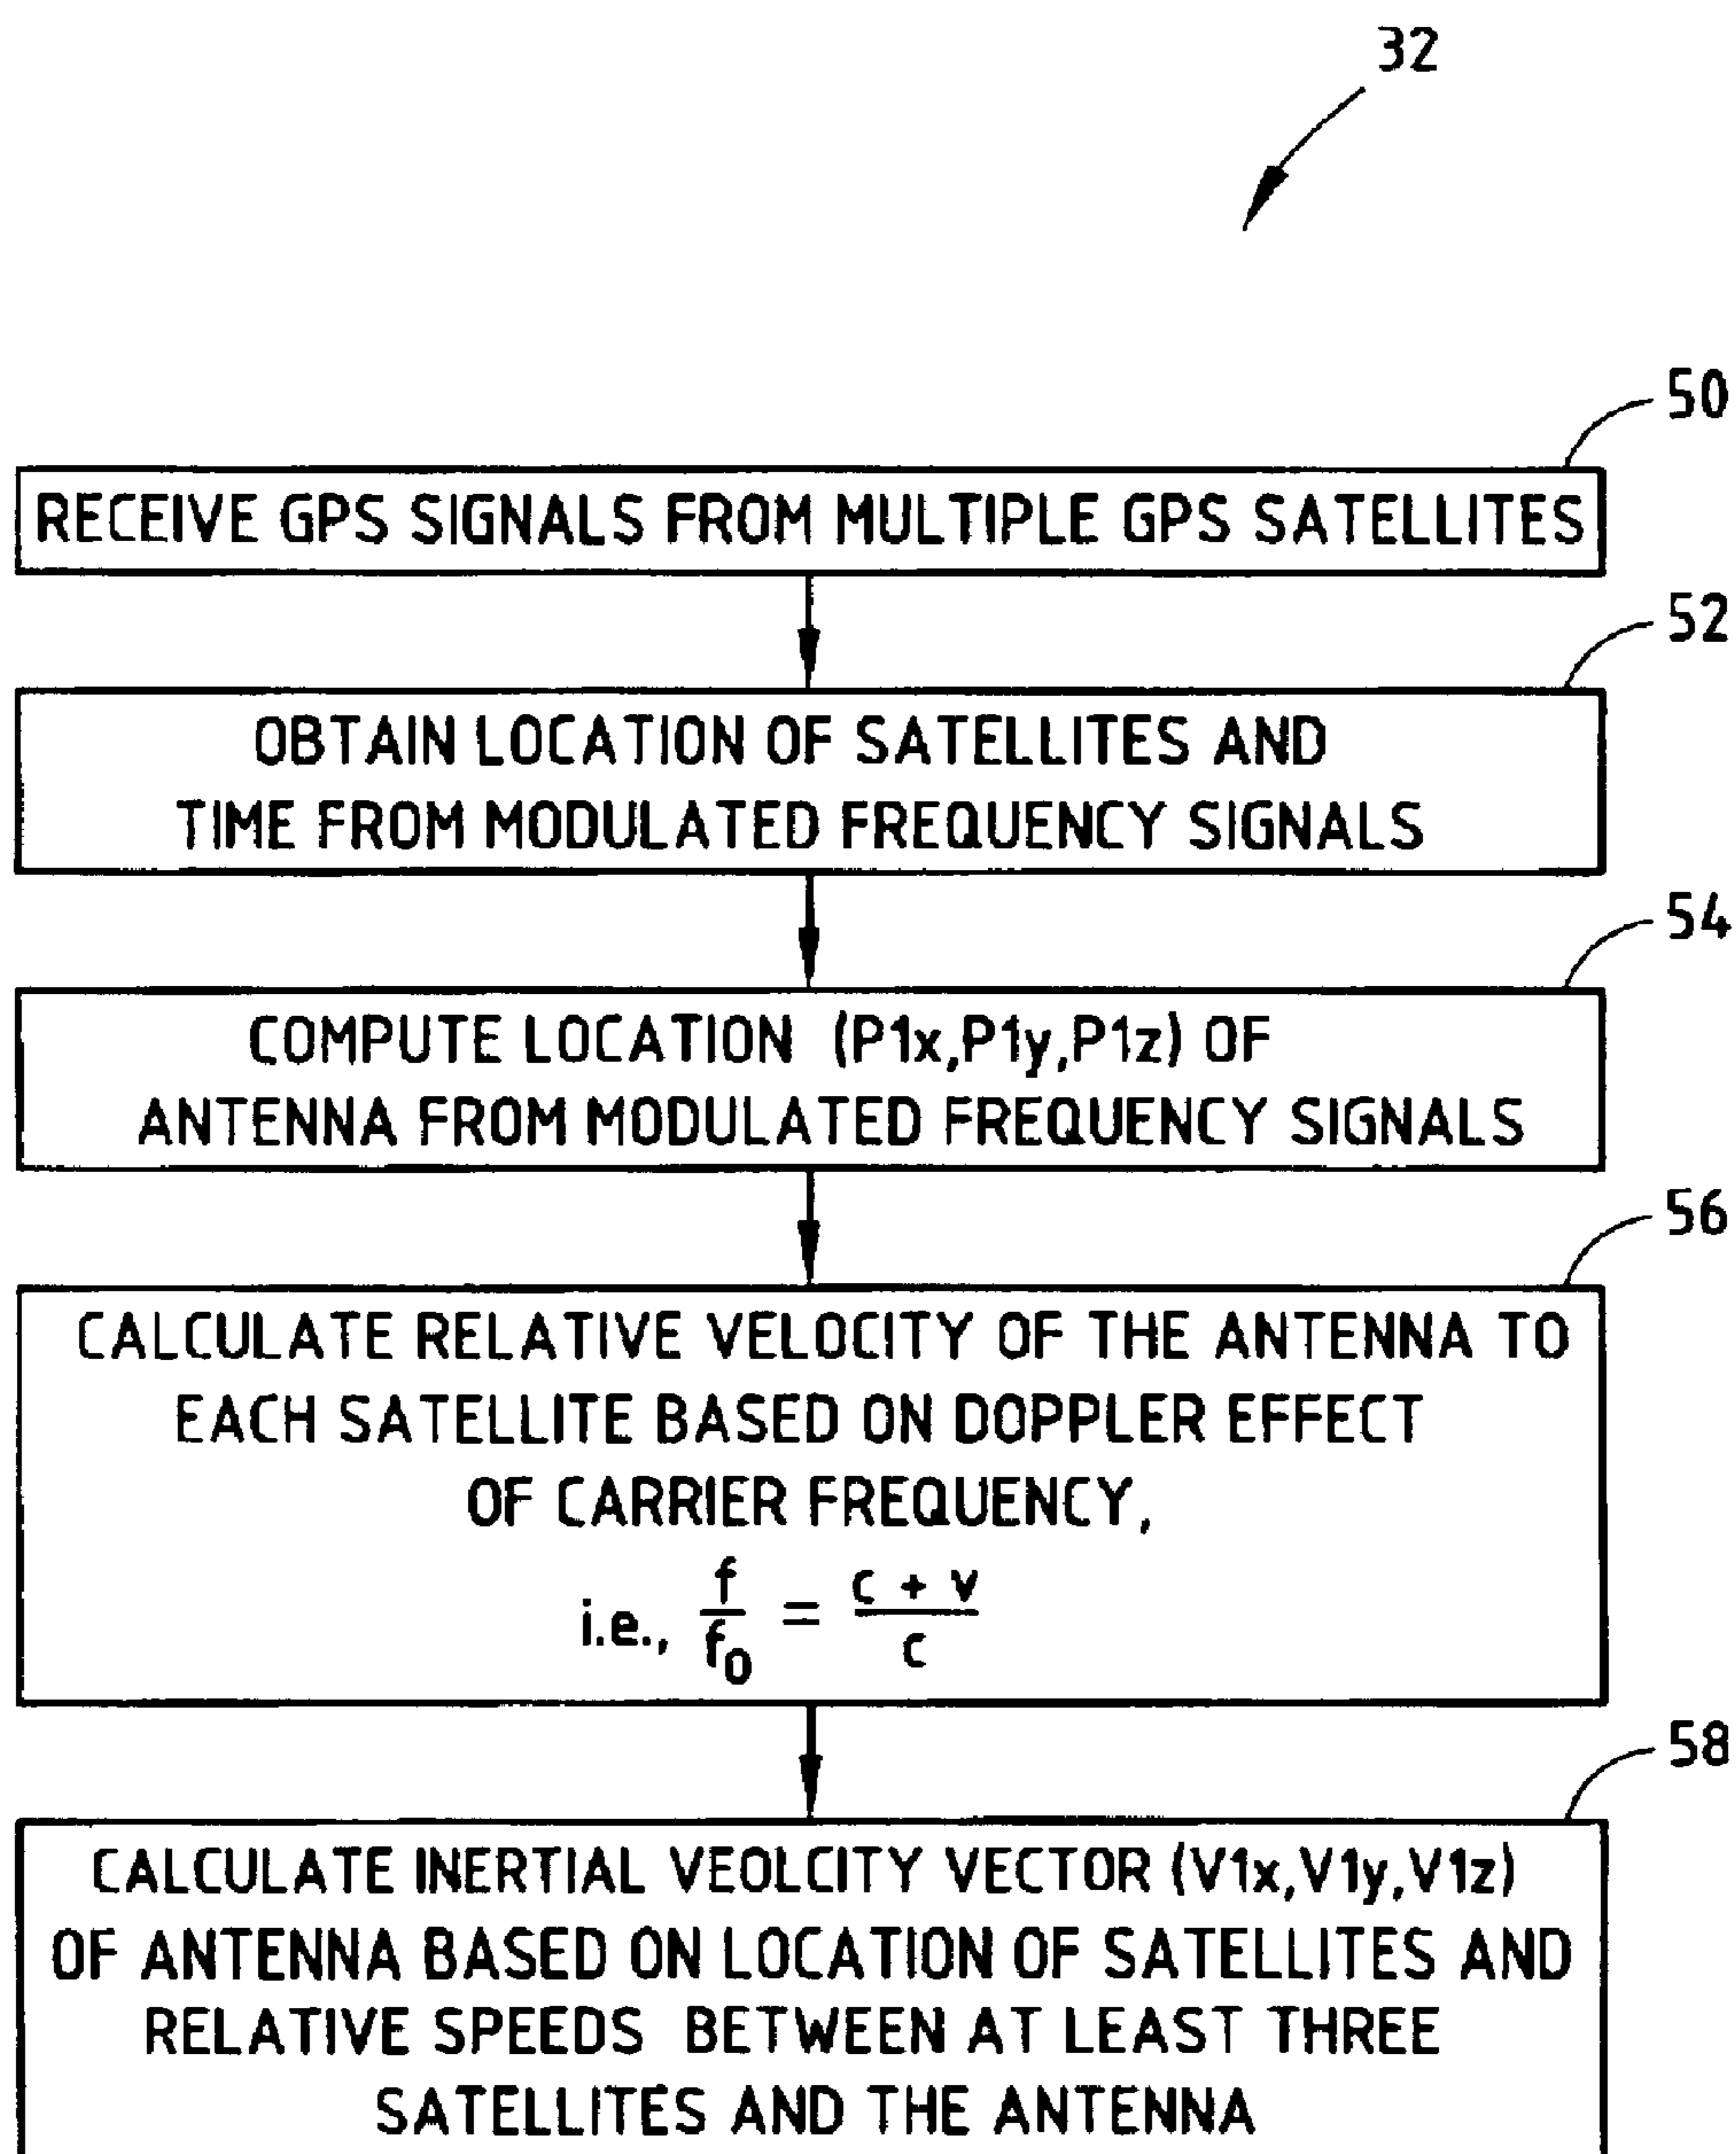 32
50
RECEIVE GPS SIGNALS FROM MULTIPLE GPS SATELLITES
52
OBTAIN LOCATION OF SATELLITES AND
TIME FROM MODULATED FREQUENCY SIGNALS
54
COMPUTE LOCATION (P1x,P1y,P1z) OF
ANTENNA FROM MODULATED FREQUENCY SIGNALS
56
CALCULATE RELATIVE VELOCITY OF THE ANTENNA TO
EACH SATELLITE BASED ON DOPPLER EFFECT
OF CARRIER FREQUENCY,
i.e., f/f₀ = c + v/c
58
CALCULATE INERTIAL VEOLCITY VECTOR (V1x,V1y,V1z)
OF ANTENNA BASED ON LOCATION OF SATELLITES AND
RELATIVE SPEEDS BETWEEN AT LEAST THREE
SATELLITES AND THE ANTENNA